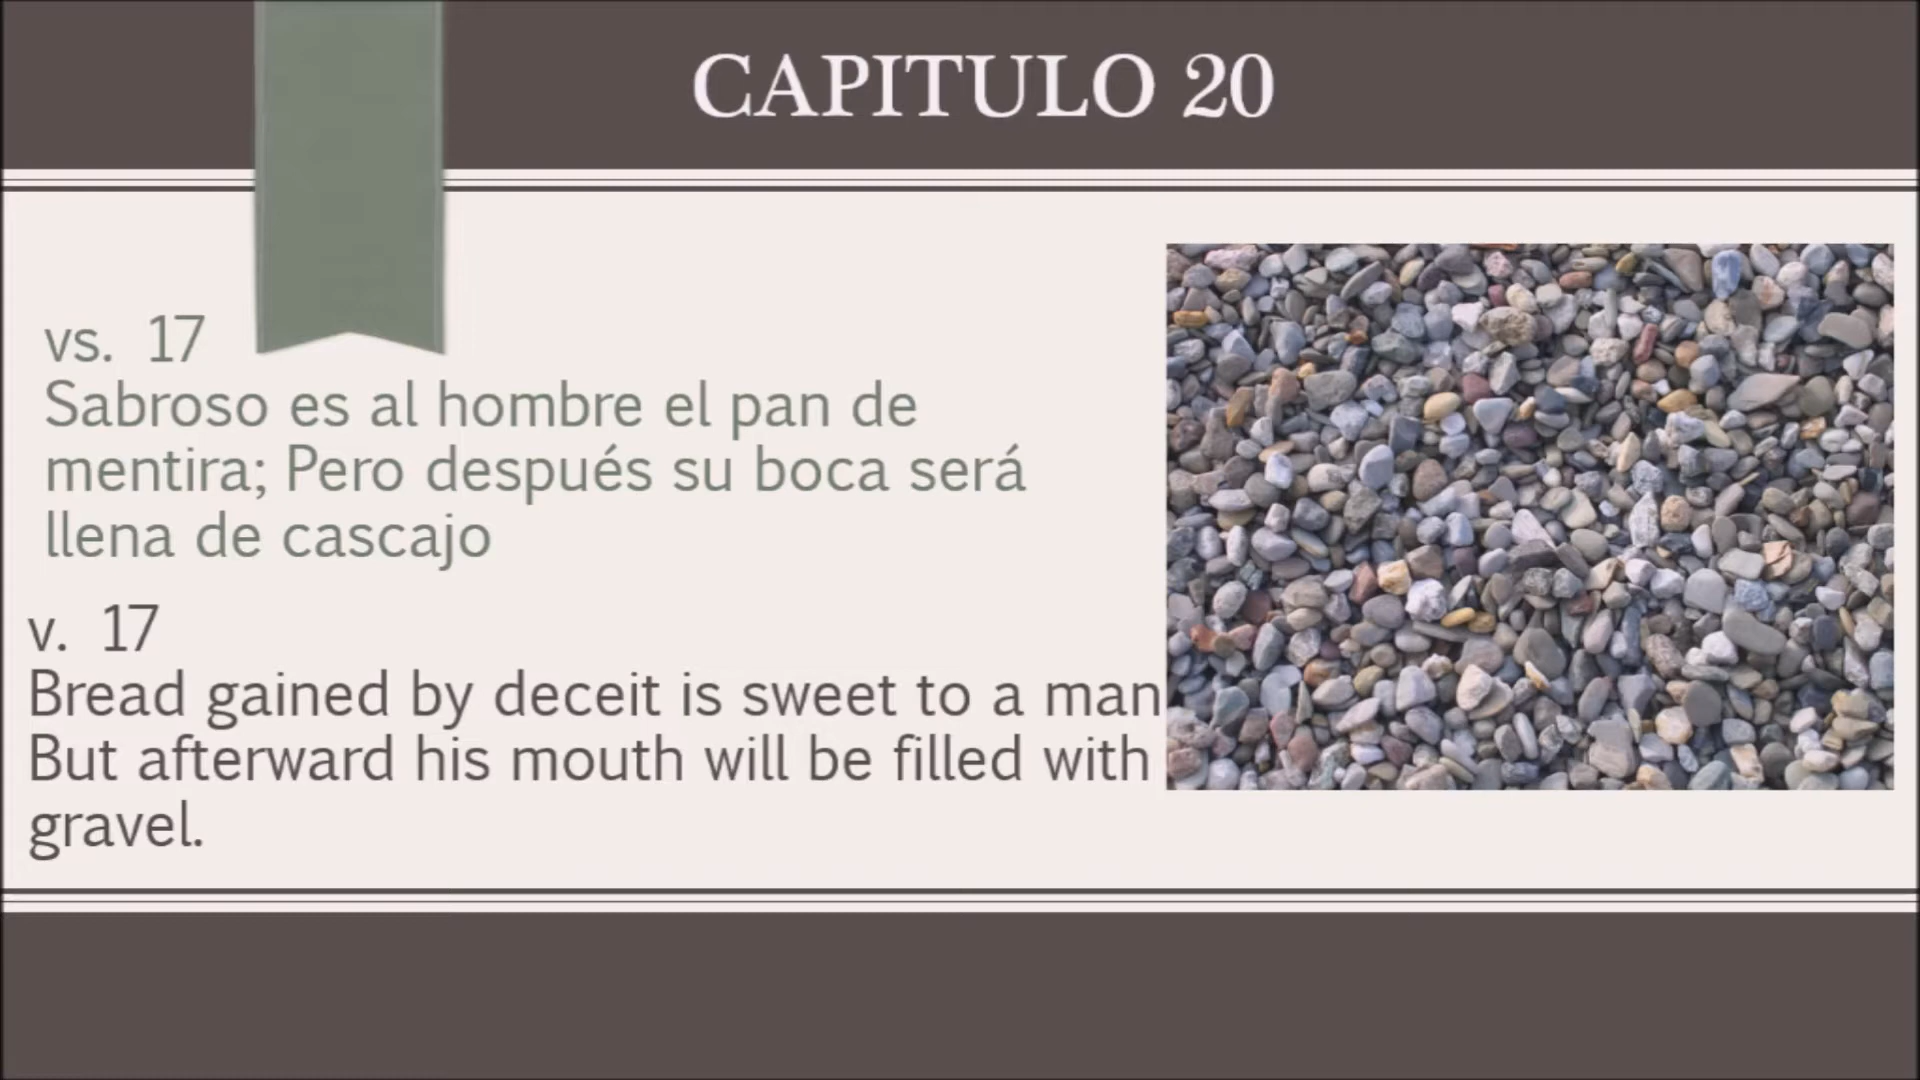 CAPITULO 20
vs. 17
Sabroso es al hombre el pan de
mentira; Pero después su boca será
llena de cascajo
v. 17
Bread gained by deceit is sweet to a man
But afterward his mouth will be filled with
gravel.